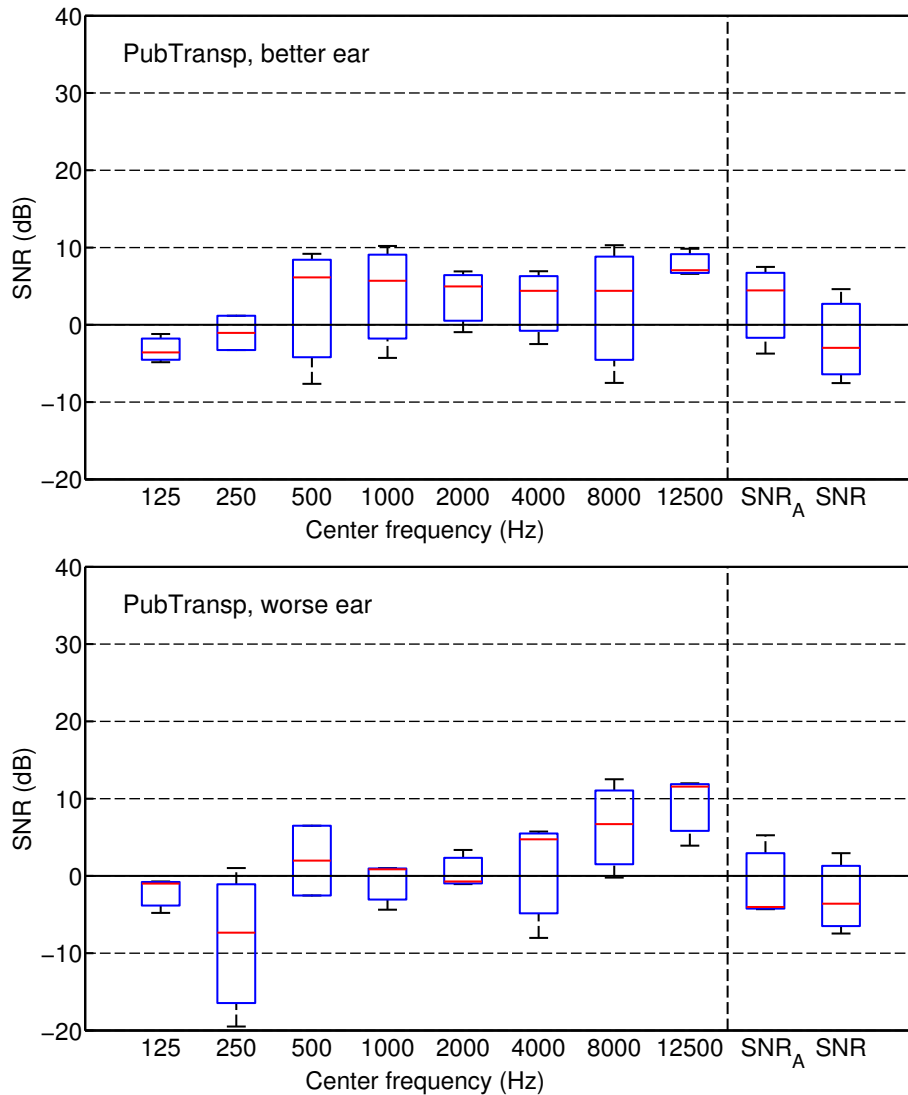 40
PubTransp, better ear
30
20
10
0
−10
−20
SNR (dB)
125 250 500 1000 2000 4000 8000 12500 SNR_A SNR
Center frequency (Hz)
40
PubTransp, worse ear
30
20
10
0
−10
−20
SNR (dB)
125 250 500 1000 2000 4000 8000 12500 SNR_A SNR
Center frequency (Hz)